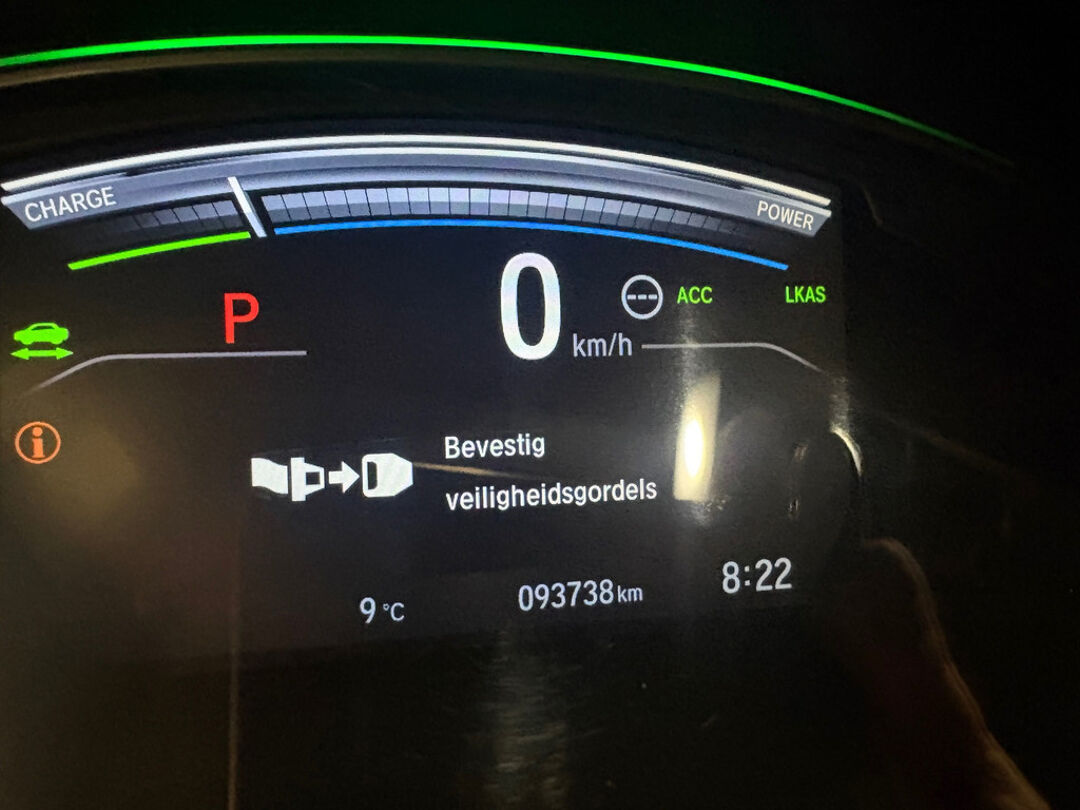 CHARGE
POWER
P
0 km/h
--- ACC
LKAS
i
Bevestig
veiligheidsgordels
9 °C
093738 km
8:22